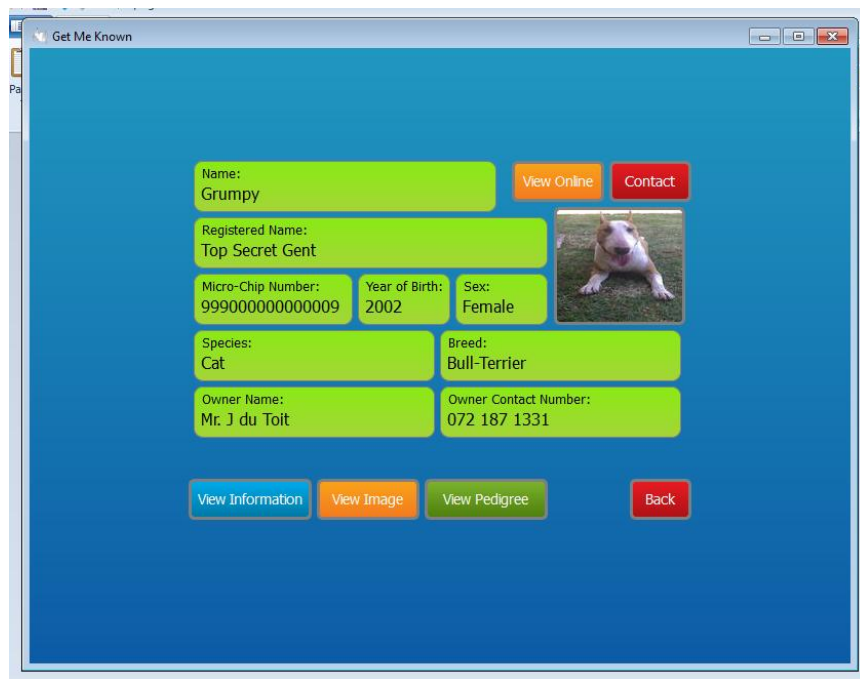 Get Me Known
Pa
Name:
Grumpy
View Online
Contact
Registered Name:
Top Secret Gent
Micro-Chip Number:
999000000000009
Year of Birth:
2002
Sex:
Female
Species:
Cat
Breed:
Bull-Terrier
Owner Name:
Mr. J du Toit
Owner Contact Number:
072 187 1331
View Information
View Image
View Pedigree
Back